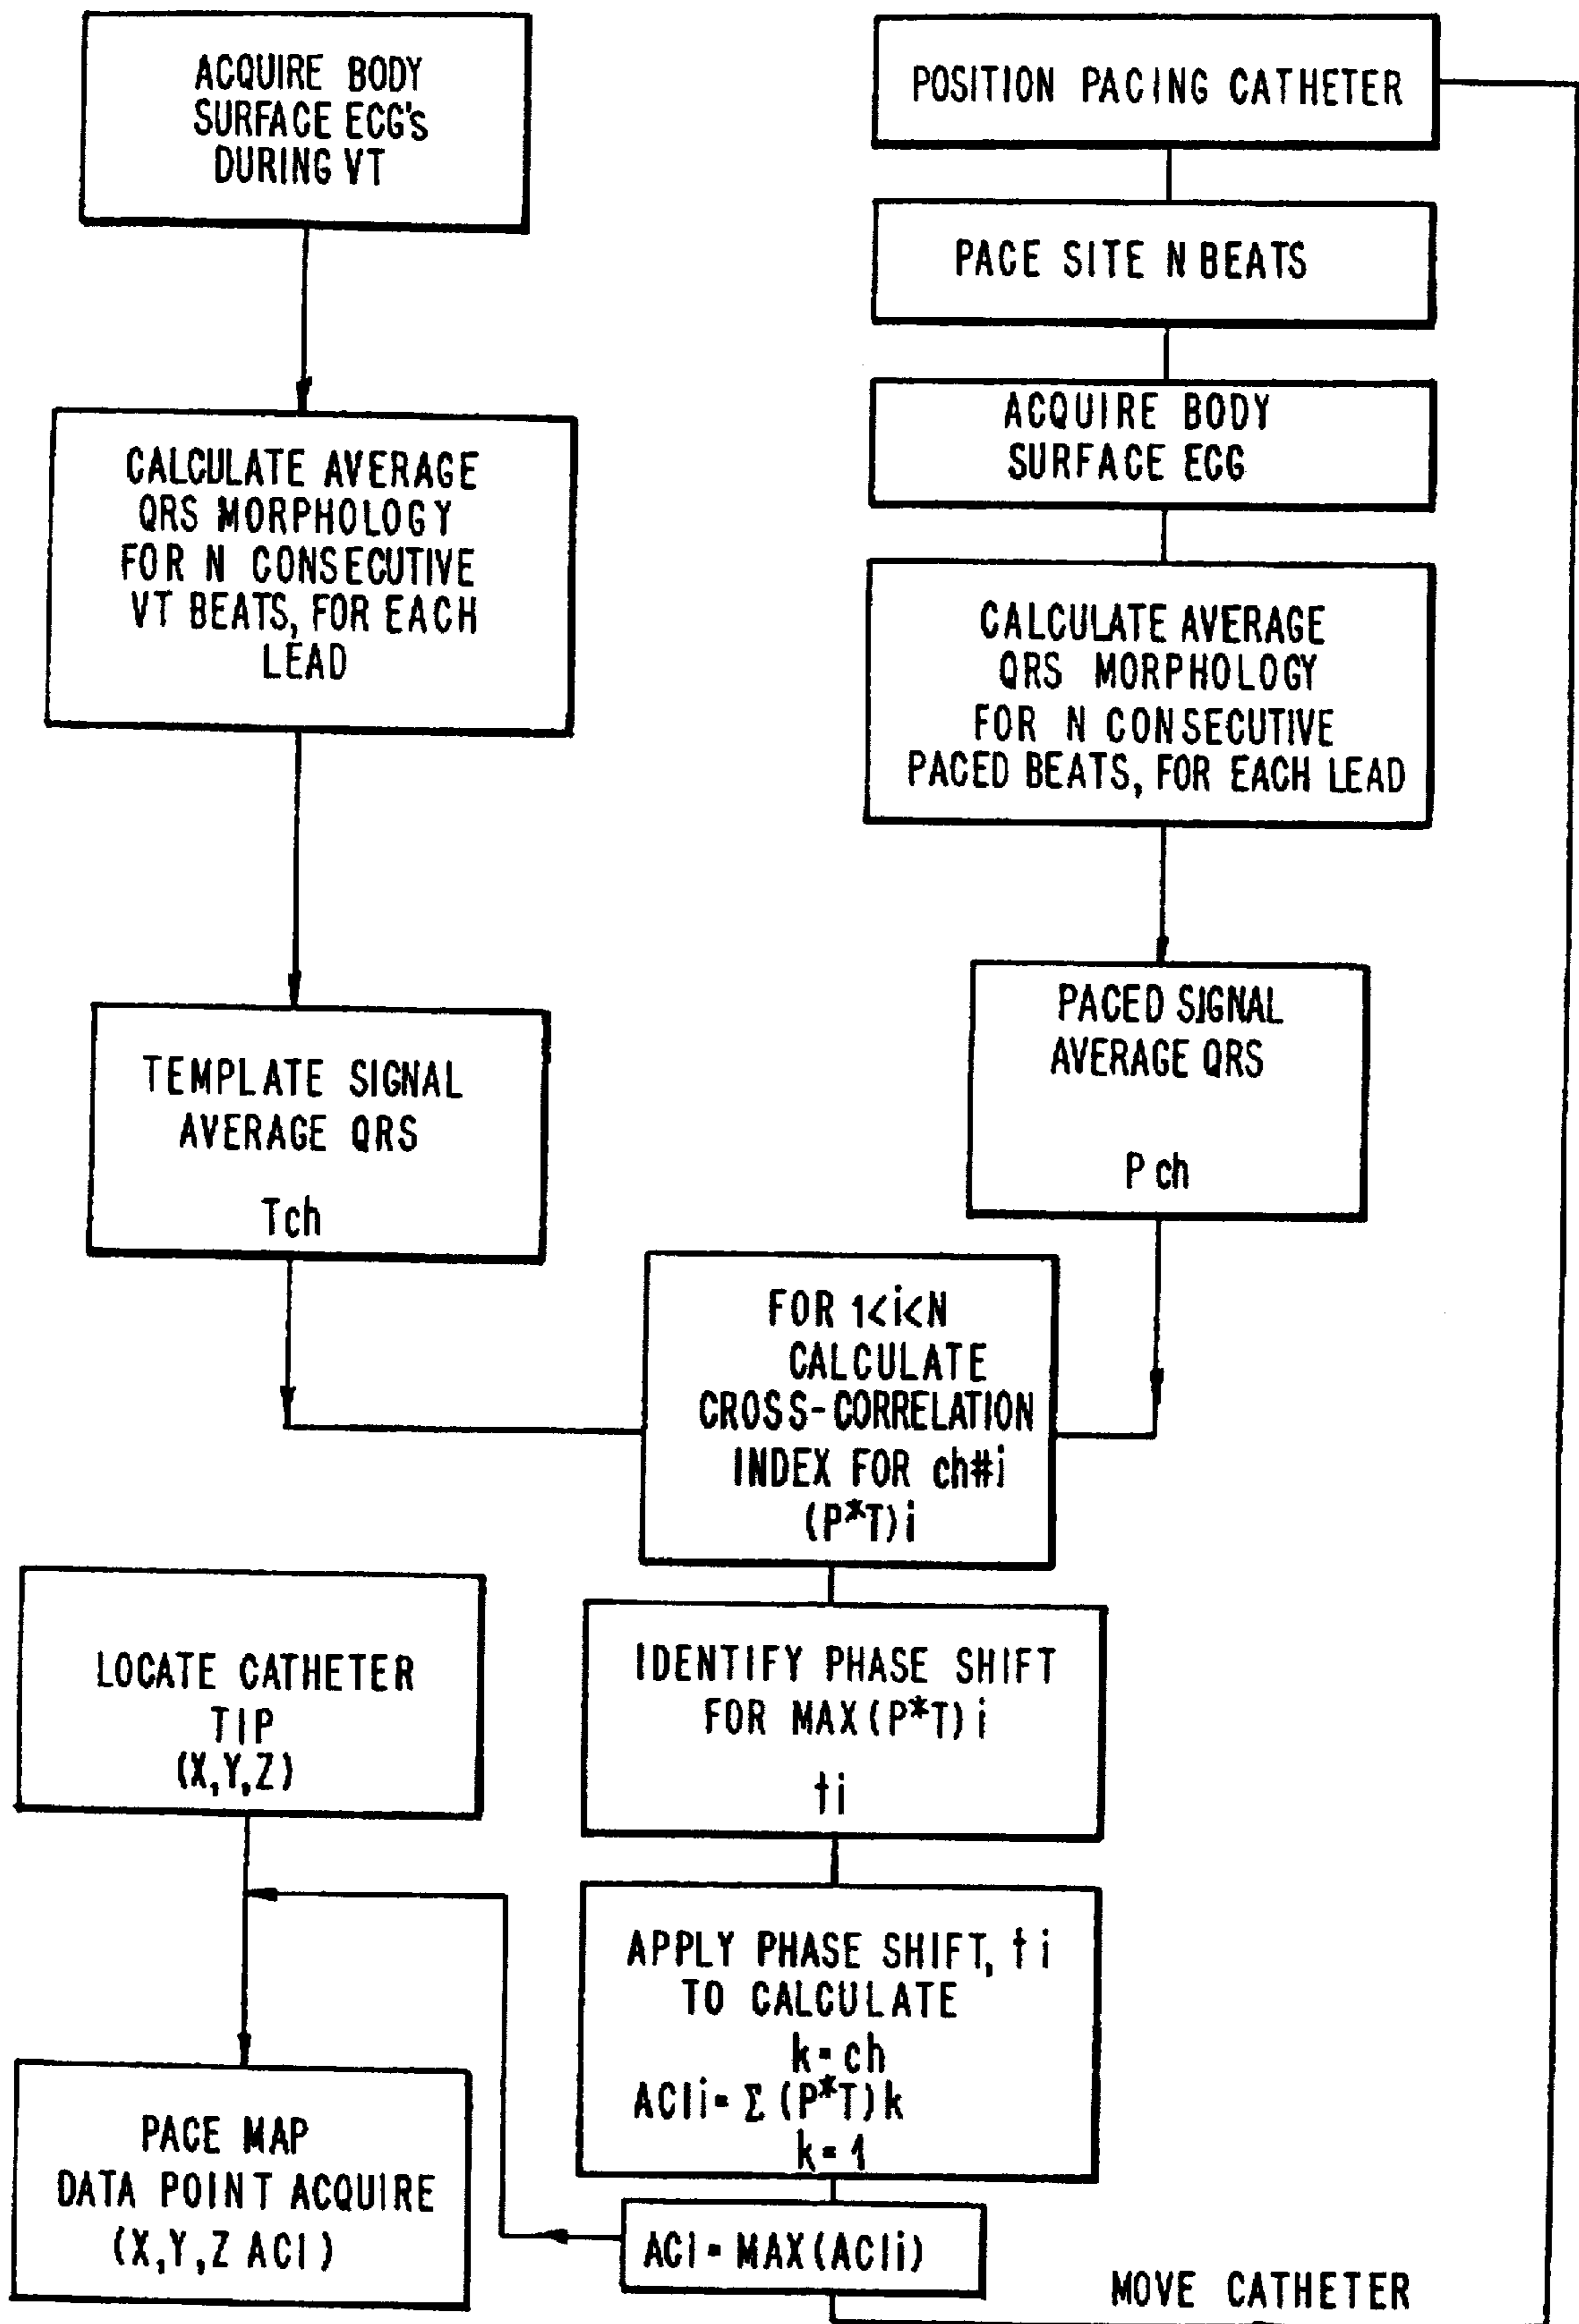 ACQUIRE BODY
SURFACE ECG's
DURING VT
CALCULATE AVERAGE
QRS MORPHOLOGY
FOR N CONSECUTIVE
VT BEATS, FOR EACH
LEAD
TEMPLATE SIGNAL
AVERAGE QRS
Tch
POSITION PACING CATHETER
PACE SITE N BEATS
ACQUIRE BODY
SURFACE ECG
CALCULATE AVERAGE
QRS MORPHOLOGY
FOR N CONSECUTIVE
PACED BEATS, FOR EACH LEAD
PACED SIGNAL
AVERAGE QRS
P ch
FOR 1<i<N
CALCULATE
CROSS-CORRELATION
INDEX FOR ch#i
(P*T)i
IDENTIFY PHASE SHIFT
FOR MAX(P*T)i
ti
APPLY PHASE SHIFT, ti
TO CALCULATE
k=ch
ACIi=Σ(P*T)k
k=1
ACI=MAX(ACIi)
LOCATE CATHETER
TIP
(X,Y,Z)
PACE MAP
DATA POINT ACQUIRE
(X,Y,Z ACI)
MOVE CATHETER